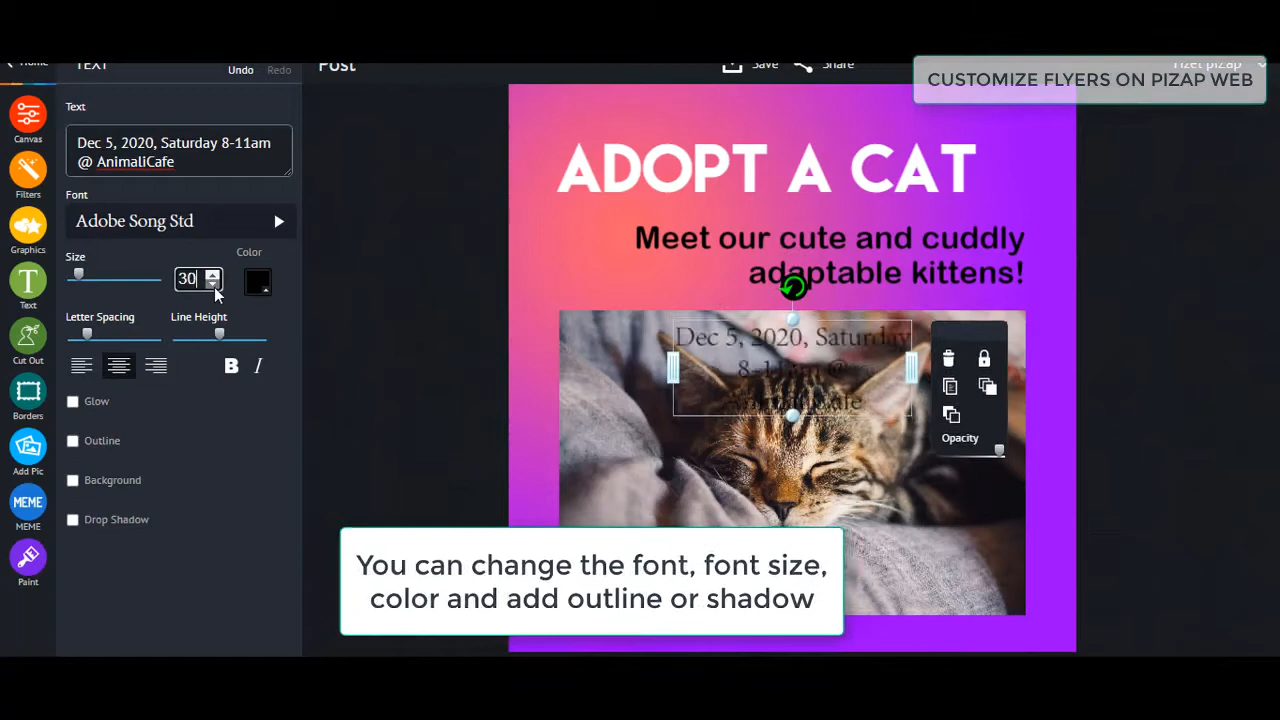 Home
TEXT
Undo
Redo
Post
Save
Share
CUSTOMIZE FLYERS ON PIZAP WEB
Canvas
Filters
Graphics
Text
Cut Out
Borders
Add Pic
MEME
MEME
Paint
Text
Dec 5, 2020, Saturday 8-11am
@ AnimaliCafe
Font
Adobe Song Std
Size
Color
30
Letter Spacing
Line Height
B
I
Glow
Outline
Background
Drop Shadow
ADOPT A CAT
Meet our cute and cuddly
adaptable kittens!
Dec 5, 2020, Saturday
8-11am @
AnimaliCafe
Opacity
You can change the font, font size,
color and add outline or shadow